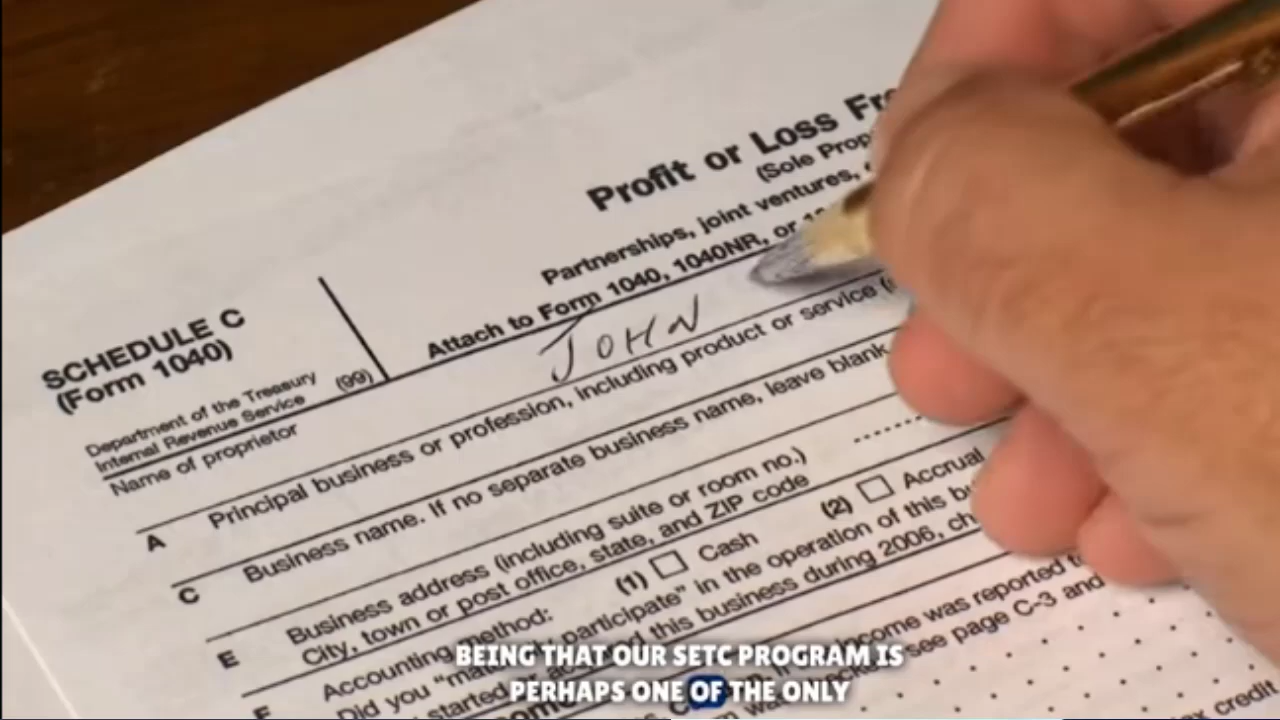 Profit or Loss
(Sole
Partnerships, joint ventures,
Attach to Form 1040, 1040NR, or
SCHEDULE C
(Form 1040)
Department of the Treasury
Internal Revenue Service
(99)
Name of proprietor
JOHN
A Principal business or profession, including product or service
C Business name. If no separate business name, leave blank
E Business address (including suite or room no.)
City, town or post office, state, and ZIP code
F Accounting method: (1) Cash (2) Accrual
Did you "materially participate" in the operation of this
started this business during 2006,
income was reported
see page C-3 and
credit
BEING THAT OUR SETC PROGRAM IS
PERHAPS ONE OF THE ONLY